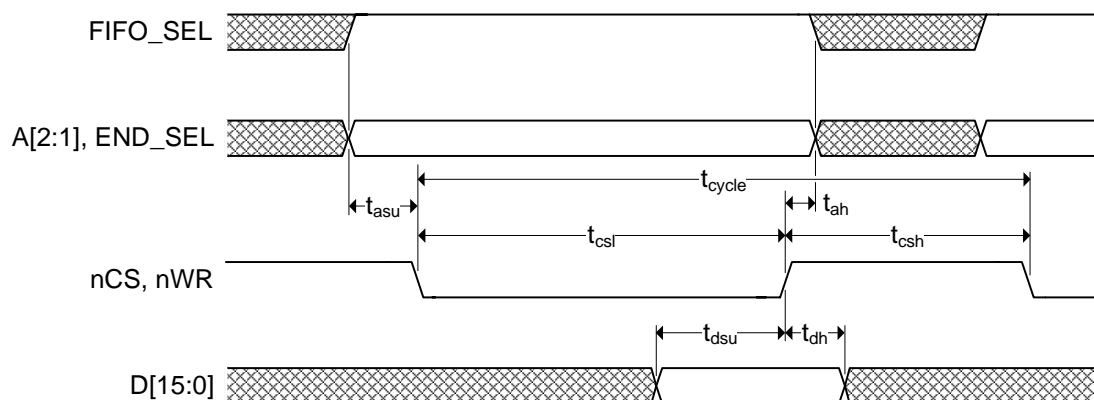 FIFO_SEL
A[2:1], END_SEL
tcycle
tasu
tah
tcsl
tcsh
nCS, nWR
tdsu
tdh
D[15:0]